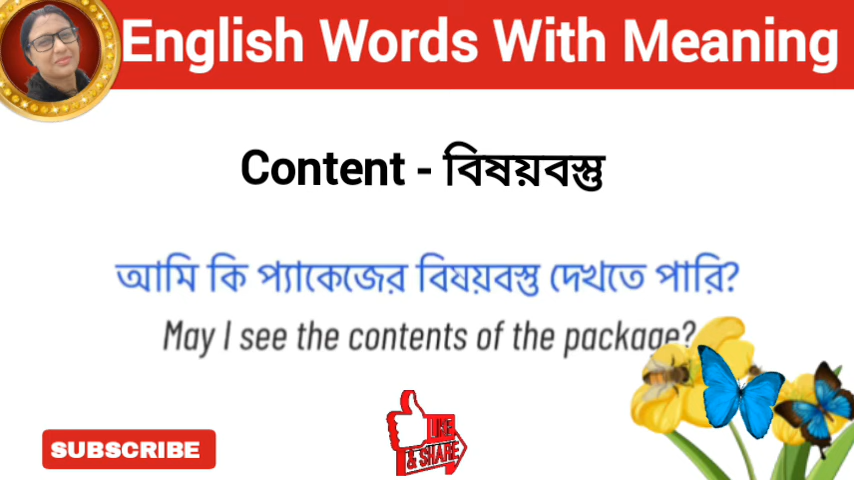 English Words With Meaning
Content - বিষয়বস্তু
আমি কি প্যাকেজের বিষয়বস্তু দেখতে পারি?
May I see the contents of the package?
SUBSCRIBE
LIKE
& SHARE